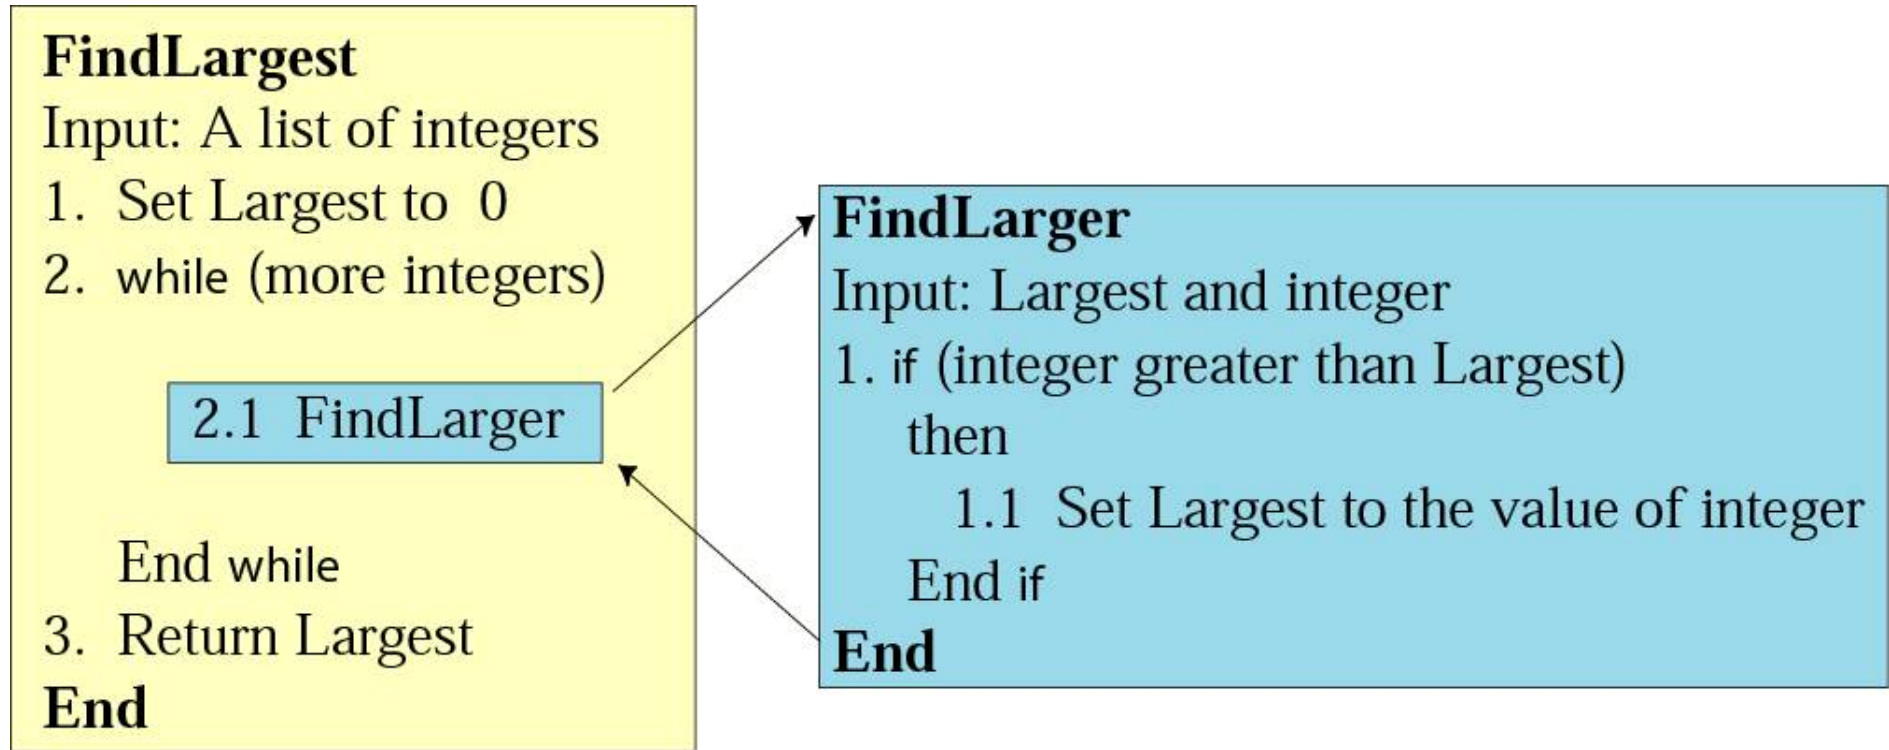 FindLargest
Input: A list of integers
1. Set Largest to 0
2. while (more integers)
2.1 FindLarger
End while
3. Return Largest
End
FindLarger
Input: Largest and integer
1. if (integer greater than Largest)
then
1.1 Set Largest to the value of integer
End if
End